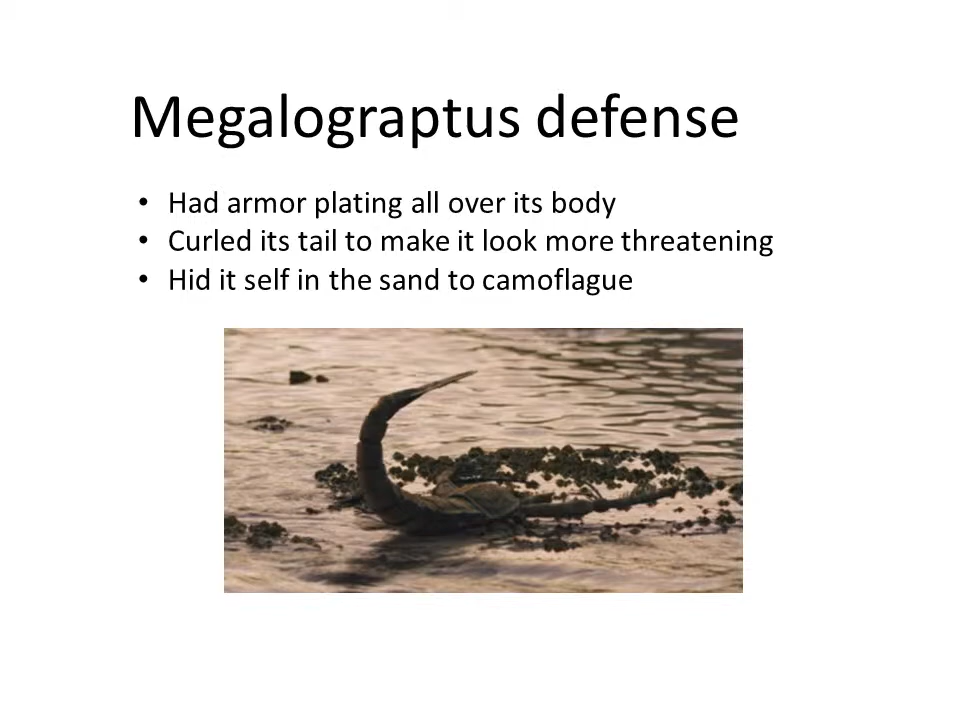 Megalograptus defense
• Had armor plating all over its body
• Curled its tail to make it look more threatening
• Hid it self in the sand to camoflague